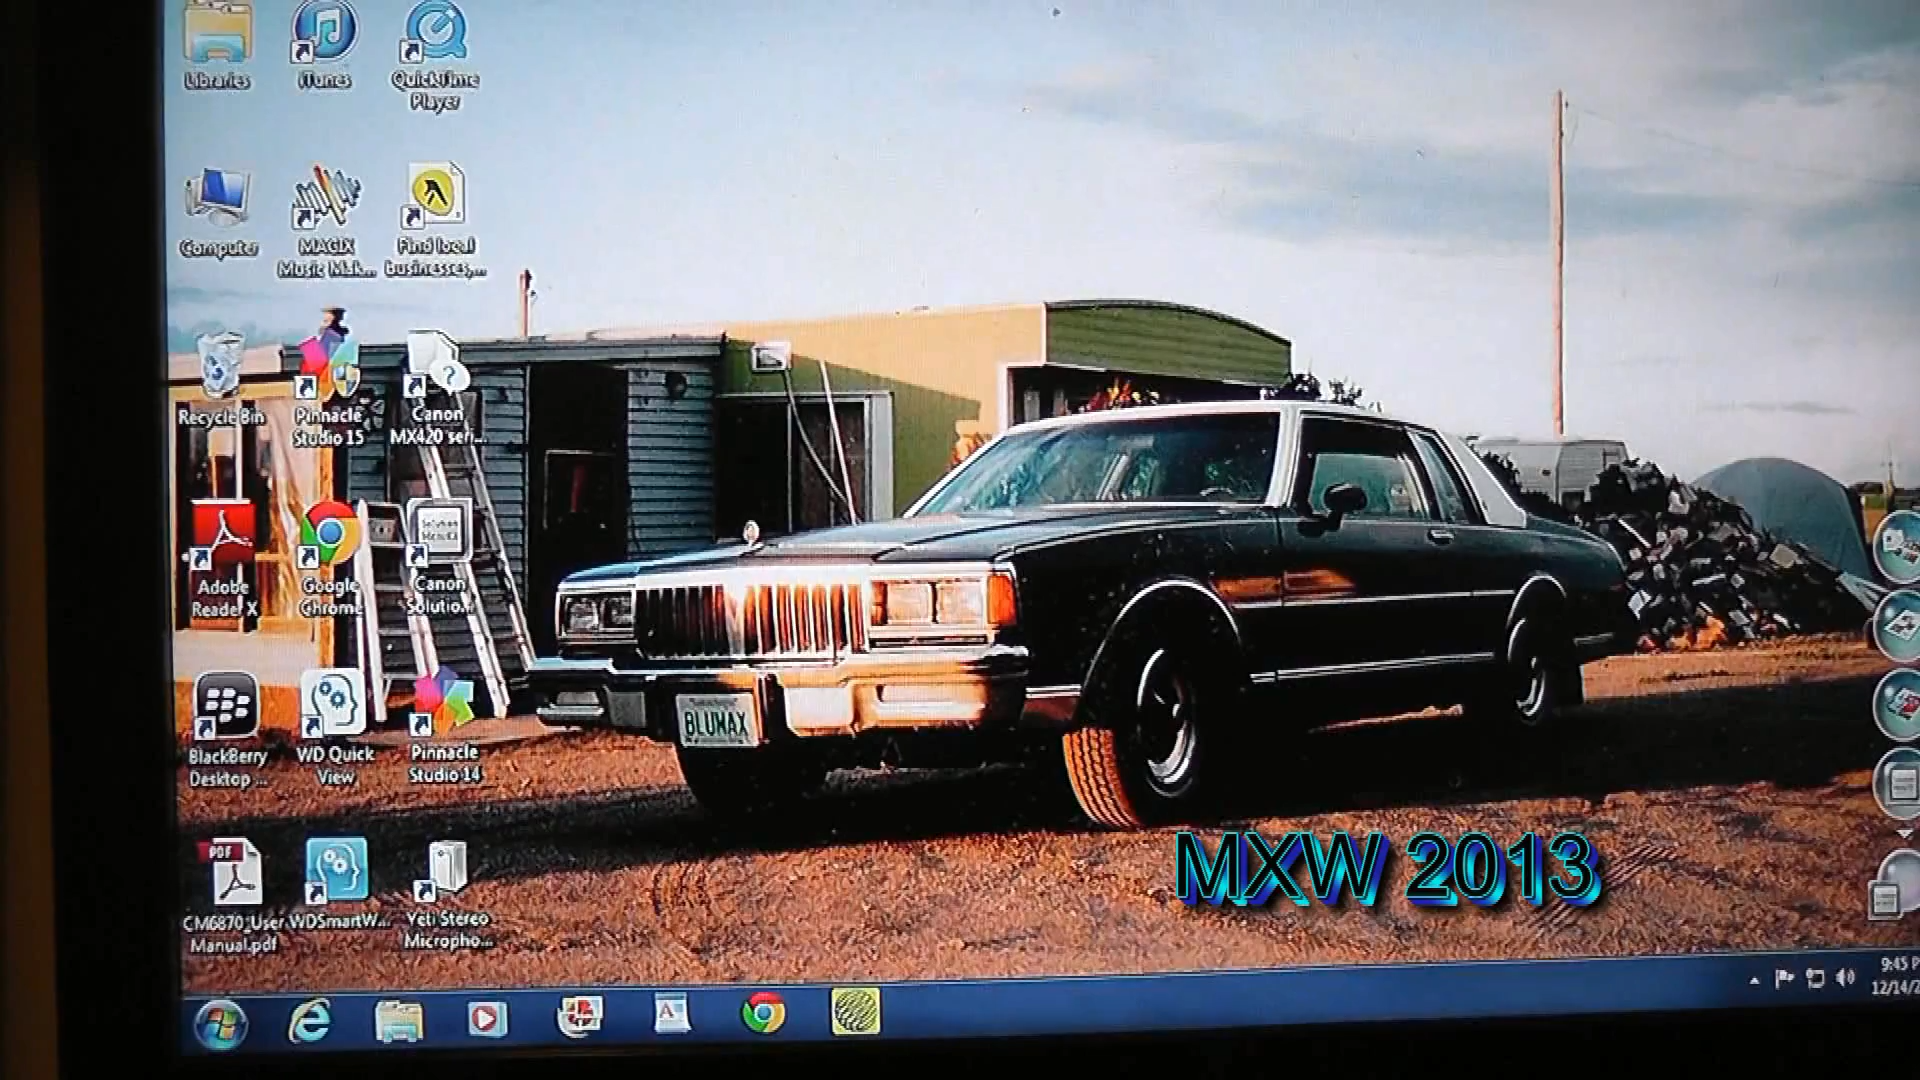 Libraries
iTunes
QuickTime
Player
Computer
MAGIX
Music Mak...
Find local
businesses,...
Recycle Bin
Pinnacle
Studio 15
Canon
MX420 seri...
Adobe
Reader X
Google
Chrome
Canon
Solutio...
BlackBerry
Desktop ...
WD Quick
View
Pinnacle
Studio 14
BLUMAX
MXW 2013
PDF
CM6870_User
Manual.pdf
WDSmartW...
Yeti Stereo
Micropho...
9:45 P
12/14/2